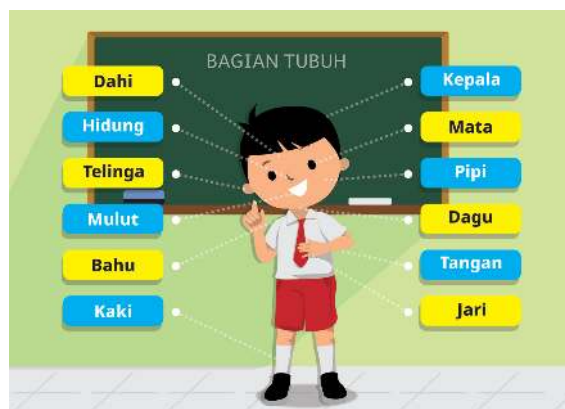 BAGIAN TUBUH
Dahi
Hidung
Telinga
Mulut
Bahu
Kaki
Kepala
Mata
Pipi
Dagu
Tangan
Jari